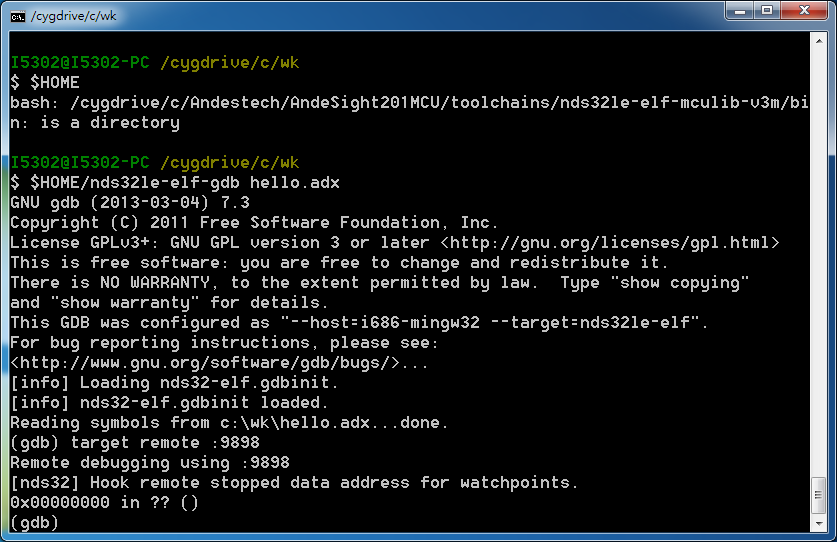 /cygdrive/c/wk
I5302@I5302-PC /cygdrive/c/wk
$ $HOME
bash: /cygdrive/c/Andestech/AndeSight201MCU/toolchains/nds32le-elf-mculib-v3m/bi
n: is a directory
I5302@I5302-PC /cygdrive/c/wk
$ $HOME/nds32le-elf-gdb hello.adx
GNU gdb (2013-03-04) 7.3
Copyright (C) 2011 Free Software Foundation, Inc.
License GPLv3+: GNU GPL version 3 or later <http://gnu.org/licenses/gpl.html>
This is free software: you are free to change and redistribute it.
There is NO WARRANTY, to the extent permitted by law.  Type "show copying"
and "show warranty" for details.
This GDB was configured as "--host=i686-mingw32 --target=nds32le-elf".
For bug reporting instructions, please see:
<http://www.gnu.org/software/gdb/bugs/>...
[info] Loading nds32-elf.gdbinit.
[info] nds32-elf.gdbinit loaded.
Reading symbols from c:\wk\hello.adx...done.
(gdb) target remote :9898
Remote debugging using :9898
[nds32] Hook remote stopped data address for watchpoints.
0x00000000 in ?? ()
(gdb)